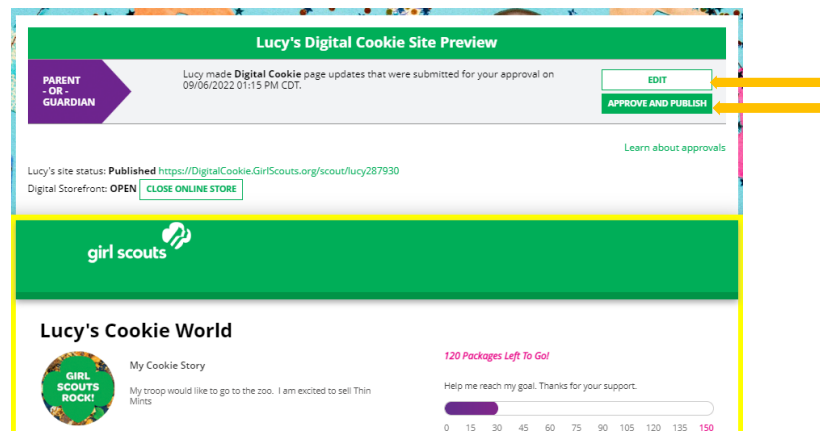 Lucy's Digital Cookie Site Preview
PARENT
- OR -
GUARDIAN
Lucy made Digital Cookie page updates that were submitted for your approval on
09/06/2022 01:15 PM CDT.
EDIT
APPROVE AND PUBLISH
Learn about approvals
Lucy's site status: Published https://DigitalCookie.GirlScouts.org/scout/lucy287930
Digital Storefront: OPEN CLOSE ONLINE STORE
girl scouts
Lucy's Cookie World
GIRL
SCOUTS
ROCK!
My Cookie Story
My troop would like to go to the zoo. I am excited to sell Thin
Mints
120 Packages Left To Go!
Help me reach my goal. Thanks for your support.
0 15 30 45 60 75 90 105 120 135 150